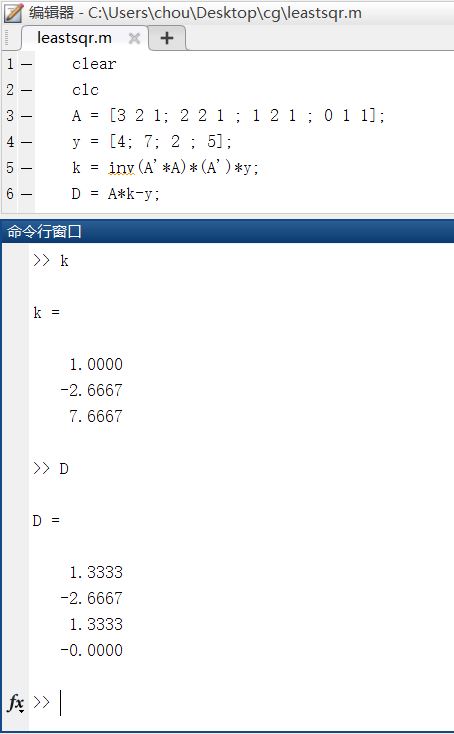 编辑器 - C:\Users\chou\Desktop\cg\leastsqr.m
leastsqr.m × +
1 — clear
2 — clc
3 — A = [3 2 1; 2 2 1 ; 1 2 1 ; 0 1 1];
4 — y = [4; 7; 2 ; 5];
5 — k = inv(A'*A)*(A')*y;
6 — D = A*k-y;
命令行窗口
>> k
k =
1.0000
-2.6667
7.6667
>> D
D =
1.3333
-2.6667
1.3333
-0.0000
fx >>